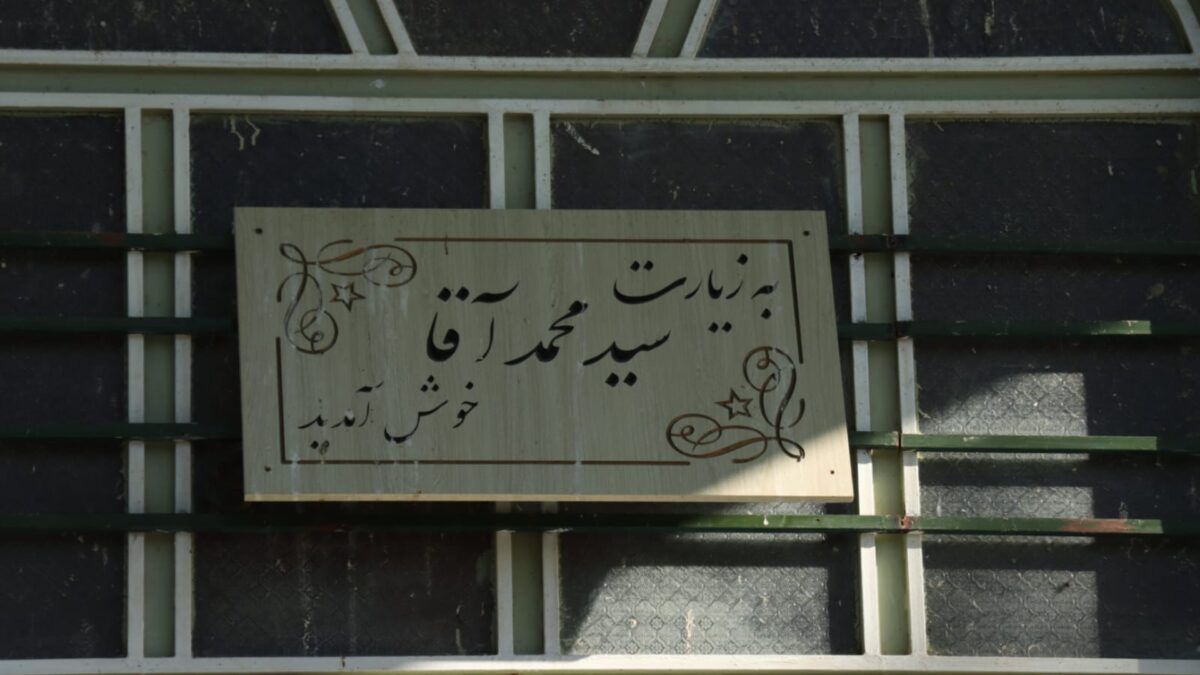 به زیارت
سید محمد آقا
خوش آمدید